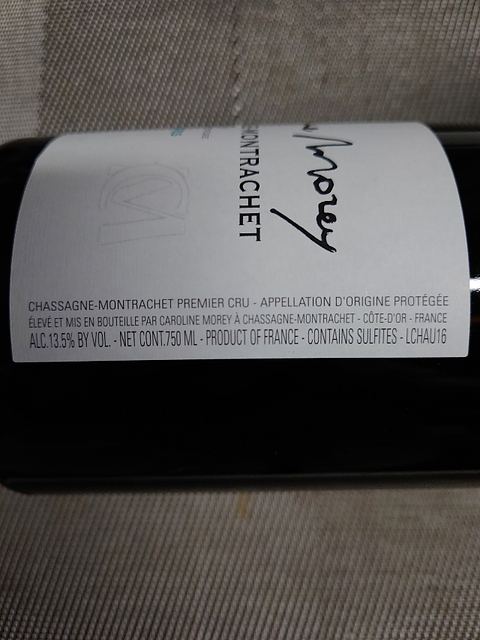 Morey
MONTRACHET
CHASSAGNE-MONTRACHET PREMIER CRU - APPELLATION D'ORIGINE PROTÉGÉE
ÉLEVÉ ET MIS EN BOUTEILLE PAR CAROLINE MOREY À CHASSAGNE-MONTRACHET - CÔTE-D'OR - FRANCE
ALC.13.5% BY VOL. - NET CONT.750 ML - PRODUCT OF FRANCE - CONTAINS SULFITES - LCHAU16